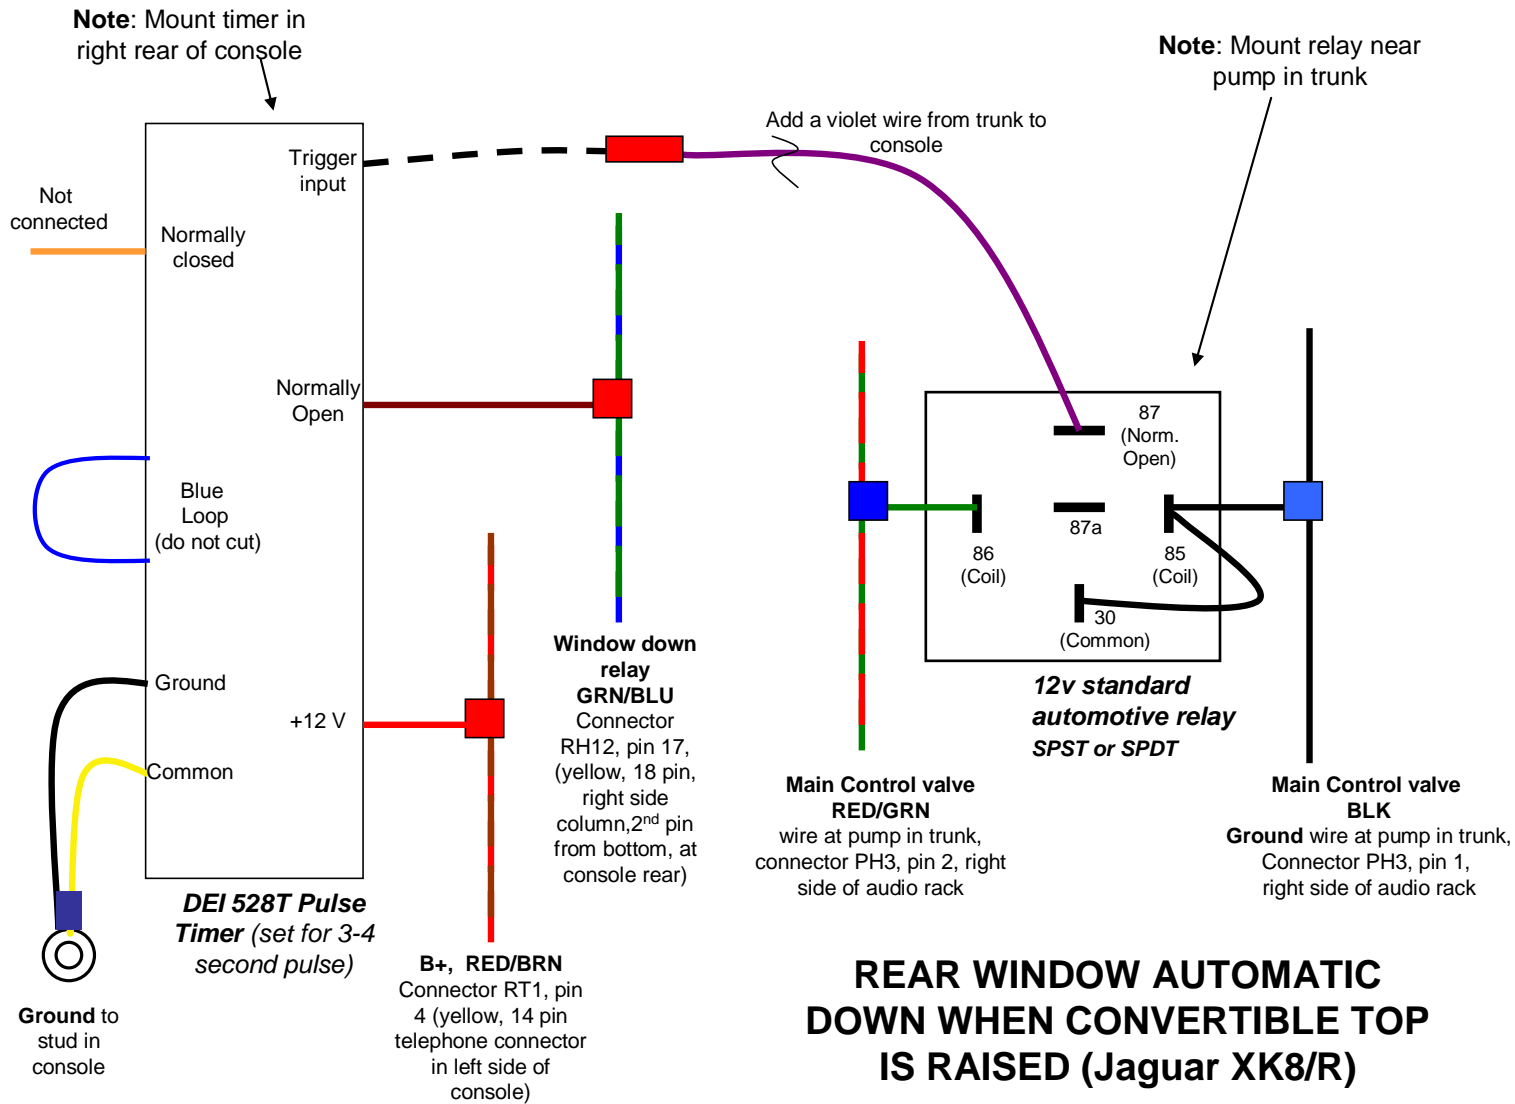 Note: Mount timer in
right rear of console
Note: Mount relay near
pump in trunk
Add a violet wire from trunk to
console
Trigger
input
Not
connected
Normally
closed
Normally
Open
Blue
Loop
(do not cut)
Ground
+12 V
Common
87
(Norm.
Open)
87a
86
(Coil)
85
(Coil)
30
(Common)
12v standard
automotive relay
SPST or SPDT
Window down
relay
GRN/BLU
Connector
RH12, pin 17,
(yellow, 18 pin,
right side
column,2nd pin
from bottom, at
console rear)
Main Control valve
RED/GRN
wire at pump in trunk,
connector PH3, pin 2, right
side of audio rack
Main Control valve
BLK
Ground wire at pump in trunk,
Connector PH3, pin 1,
right side of audio rack
DEI 528T Pulse
Timer (set for 3-4
second pulse)
B+, RED/BRN
Connector RT1, pin
4 (yellow, 14 pin
telephone connector
in left side of
console)
Ground to
stud in
console
REAR WINDOW AUTOMATIC
DOWN WHEN CONVERTIBLE TOP
IS RAISED (Jaguar XK8/R)